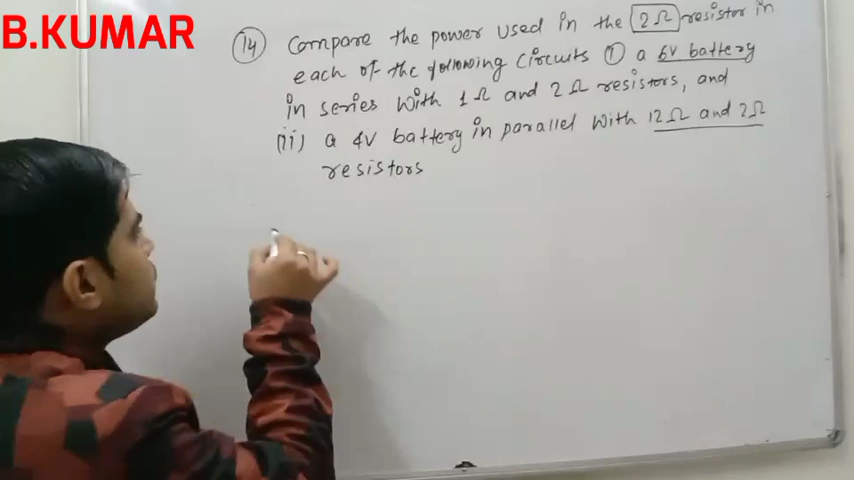 B.KUMAR
(14) Compare the power used in the 2Ω resistor in
each of the following circuits (i) a 6V battery
in series with 1Ω and 2Ω resistors, and
(ii) a 4V battery in parallel with 12Ω and 2Ω
resistors